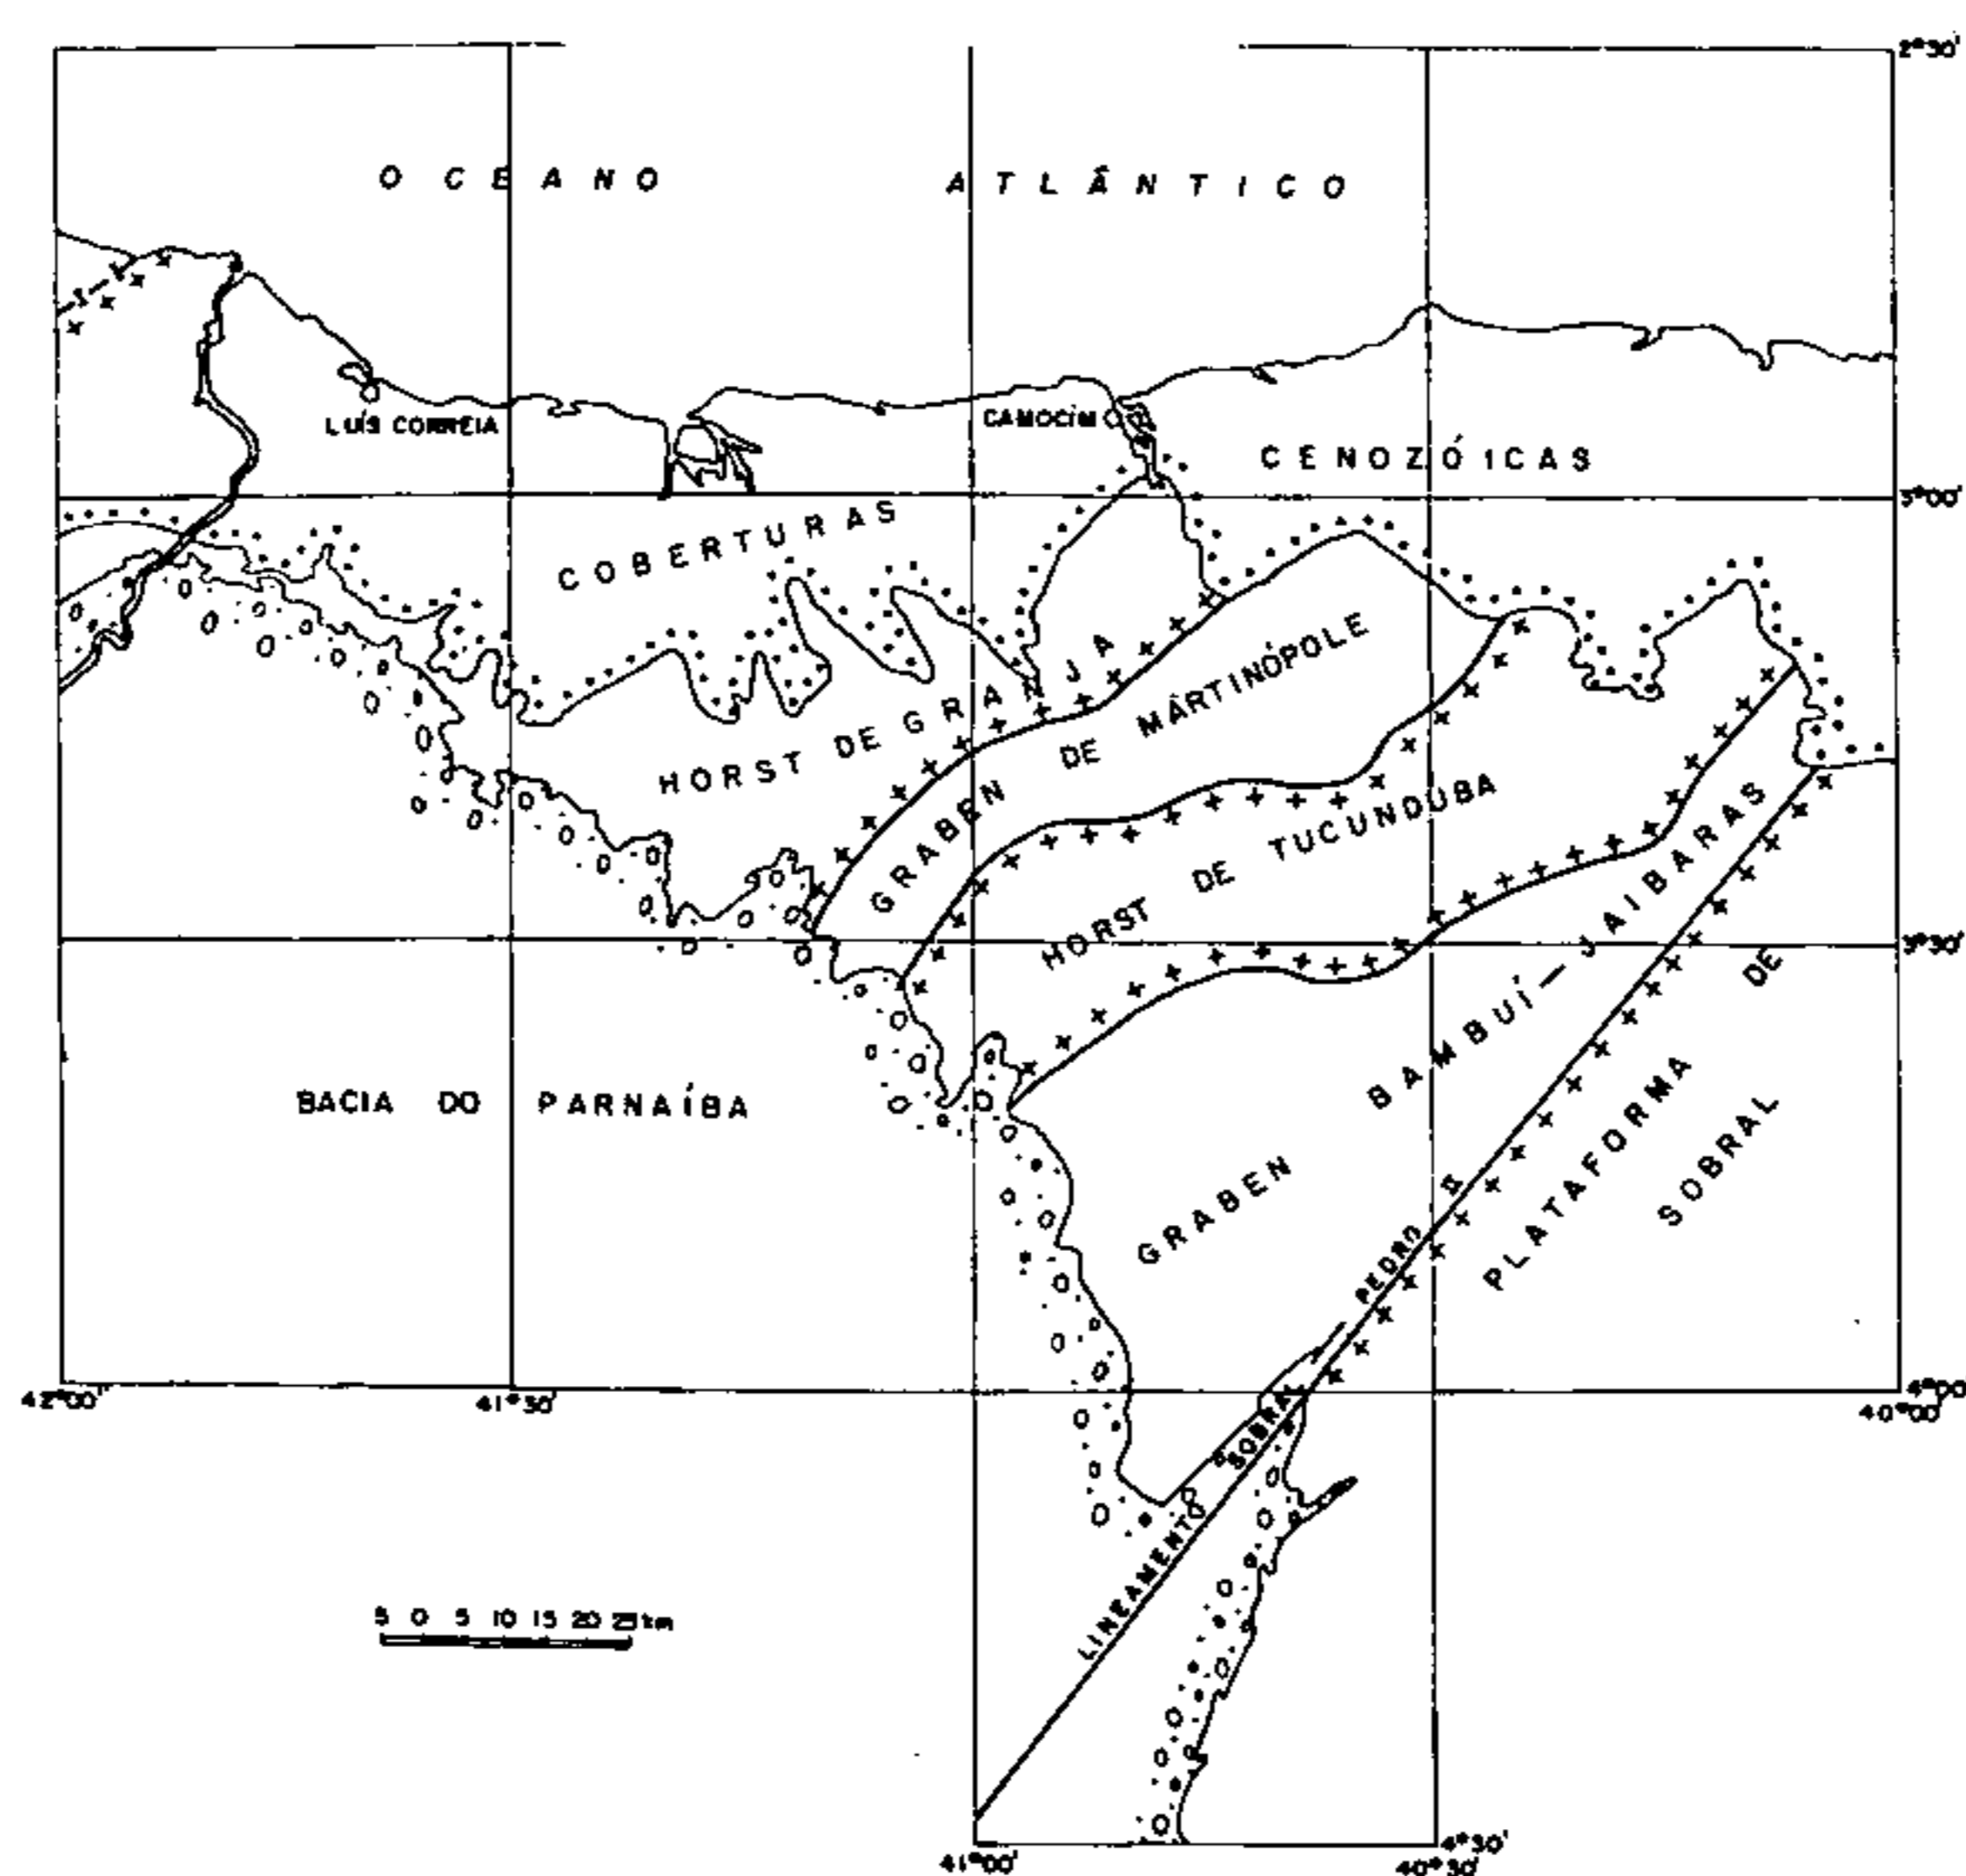 2°30'
OCEANO ATLÂNTICO
LUÍS CORREIA
CAMOCIM
CENOZÓICAS
3°00'
COBERTURAS
HORST DE GRANJA
GRABEN DE MARTINÓPOLE
HORST DE TUCUNDUBA
3°30'
BACIA DO PARNAÍBA
GRABEN BAMBUÍ-JAIBARAS
PLATAFORMA DE
SOBRAL
LINEAMENTO SOBRAL PEDRO II
42°00'
41°30'
4°00'
40°00'
5 0 5 10 15 20 25 km
4°30'
41°00'
40°30'